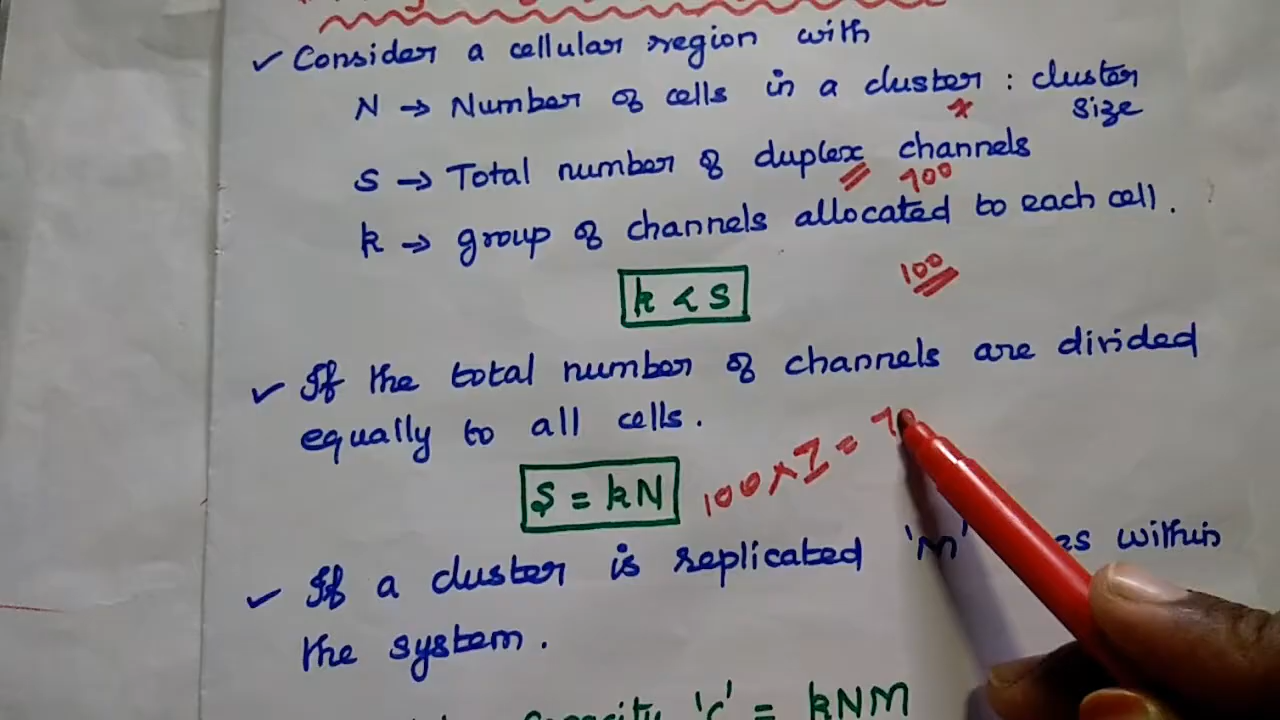 ✓ Consider a cellular region with
N → Number of cells in a cluster : cluster size
S → Total number of duplex channels
700
k → group of channels allocated to each cell.
100
k < S
✓ If the total number of channels are divided
equally to all cells.
S = kN
100 × 7 =
✓ If a cluster is replicated 'M' within
the system.
'C' = kNM